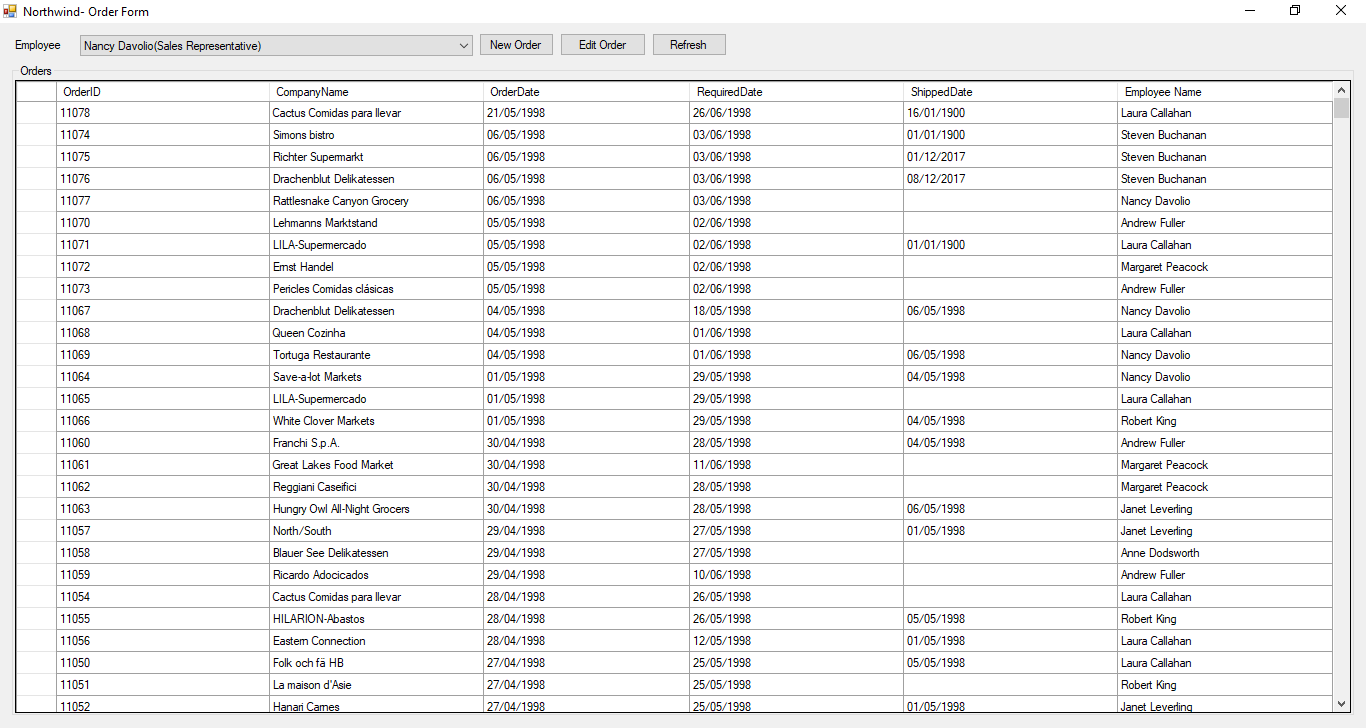 Northwind- Order Form
Employee Nancy Davolio(Sales Representative) New Order Edit Order Refresh
Orders
OrderID CompanyName OrderDate RequiredDate ShippedDate Employee Name
11078 Cactus Comidas para llevar 21/05/1998 26/06/1998 16/01/1900 Laura Callahan
11074 Simons bistro 06/05/1998 03/06/1998 01/01/1900 Steven Buchanan
11075 Richter Supermarkt 06/05/1998 03/06/1998 01/12/2017 Steven Buchanan
11076 Drachenblut Delikatessen 06/05/1998 03/06/1998 08/12/2017 Steven Buchanan
11077 Rattlesnake Canyon Grocery 06/05/1998 03/06/1998 Nancy Davolio
11070 Lehmanns Marktstand 05/05/1998 02/06/1998 Andrew Fuller
11071 LILA-Supermercado 05/05/1998 02/06/1998 01/01/1900 Laura Callahan
11072 Ernst Handel 05/05/1998 02/06/1998 Margaret Peacock
11073 Pericles Comidas clásicas 05/05/1998 02/06/1998 Andrew Fuller
11067 Drachenblut Delikatessen 04/05/1998 18/05/1998 06/05/1998 Nancy Davolio
11068 Queen Cozinha 04/05/1998 01/06/1998 Laura Callahan
11069 Tortuga Restaurante 04/05/1998 01/06/1998 06/05/1998 Nancy Davolio
11064 Save-a-lot Markets 01/05/1998 29/05/1998 04/05/1998 Nancy Davolio
11065 LILA-Supermercado 01/05/1998 29/05/1998 Laura Callahan
11066 White Clover Markets 01/05/1998 29/05/1998 04/05/1998 Robert King
11060 Franchi S.p.A. 30/04/1998 28/05/1998 04/05/1998 Andrew Fuller
11061 Great Lakes Food Market 30/04/1998 11/06/1998 Margaret Peacock
11062 Reggiani Caseifici 30/04/1998 28/05/1998 Margaret Peacock
11063 Hungry Owl All-Night Grocers 30/04/1998 28/05/1998 06/05/1998 Janet Leverling
11057 North/South 29/04/1998 27/05/1998 01/05/1998 Janet Leverling
11058 Blauer See Delikatessen 29/04/1998 27/05/1998 Anne Dodsworth
11059 Ricardo Adocicados 29/04/1998 10/06/1998 Andrew Fuller
11054 Cactus Comidas para llevar 28/04/1998 26/05/1998 Laura Callahan
11055 HILARION-Abastos 28/04/1998 26/05/1998 05/05/1998 Robert King
11056 Eastern Connection 28/04/1998 12/05/1998 01/05/1998 Laura Callahan
11050 Folk och fä HB 27/04/1998 25/05/1998 05/05/1998 Laura Callahan
11051 La maison d'Asie 27/04/1998 25/05/1998 Robert King
11052 Hanari Carnes 27/04/1998 25/05/1998 01/05/1998 Janet Leverling